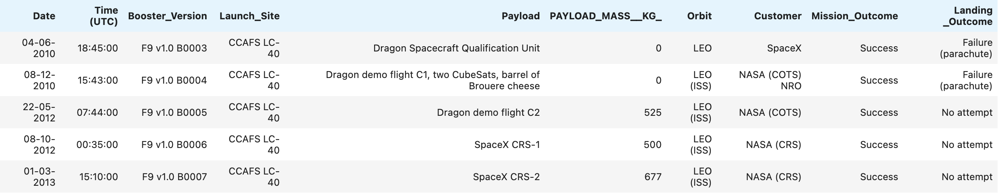 Date Time (UTC) Booster_Version Launch_Site Payload PAYLOAD_MASS__KG_ Orbit Customer Mission_Outcome Landing _Outcome
04-06-2010 18:45:00 F9 v1.0 B0003 CCAFS LC-40 Dragon Spacecraft Qualification Unit 0 LEO SpaceX Success Failure (parachute)
08-12-2010 15:43:00 F9 v1.0 B0004 CCAFS LC-40 Dragon demo flight C1, two CubeSats, barrel of Brouere cheese 0 LEO (ISS) NASA (COTS) NRO Success Failure (parachute)
22-05-2012 07:44:00 F9 v1.0 B0005 CCAFS LC-40 Dragon demo flight C2 525 LEO (ISS) NASA (COTS) Success No attempt
08-10-2012 00:35:00 F9 v1.0 B0006 CCAFS LC-40 SpaceX CRS-1 500 LEO (ISS) NASA (CRS) Success No attempt
01-03-2013 15:10:00 F9 v1.0 B0007 CCAFS LC-40 SpaceX CRS-2 677 LEO (ISS) NASA (CRS) Success No attempt